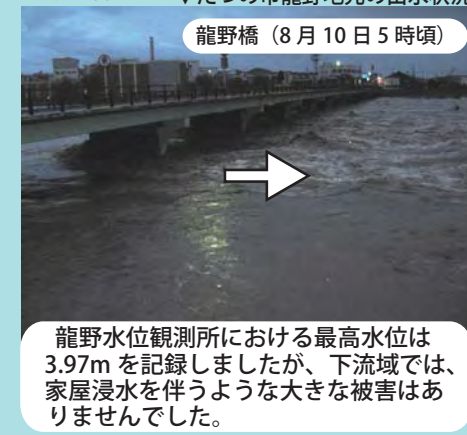 龍野橋（8 月 10 日 5 時頃）
龍野水位観測所における最高水位は
3.97m を記録しましたが、下流域では、
家屋浸水を伴うような大きな被害はあ
りませんでした。